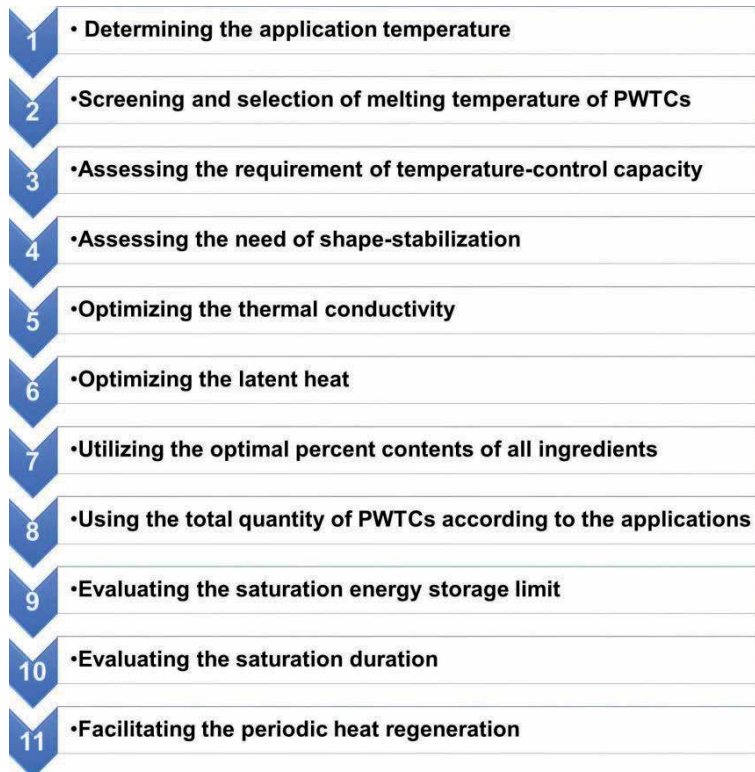 1 • Determining the application temperature
2 •Screening and selection of melting temperature of PWTCs
3 •Assessing the requirement of temperature-control capacity
4 •Assessing the need of shape-stabilization
5 •Optimizing the thermal conductivity
6 •Optimizing the latent heat
7 •Utilizing the optimal percent contents of all ingredients
8 •Using the total quantity of PWTCs according to the applications
9 •Evaluating the saturation energy storage limit
10 •Evaluating the saturation duration
11 •Facilitating the periodic heat regeneration